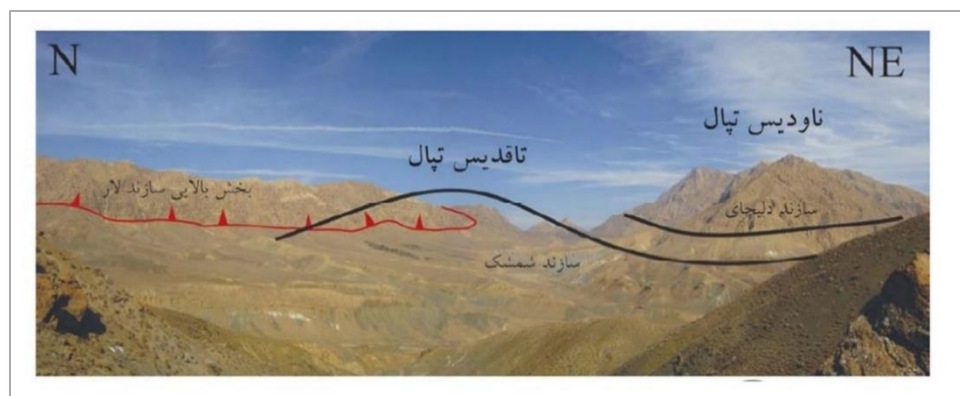 N
NE
ناودیس تپال
تاقدیس تپال
بخش بالایی سازند لار
سازند دلیچای
سازند شمشک